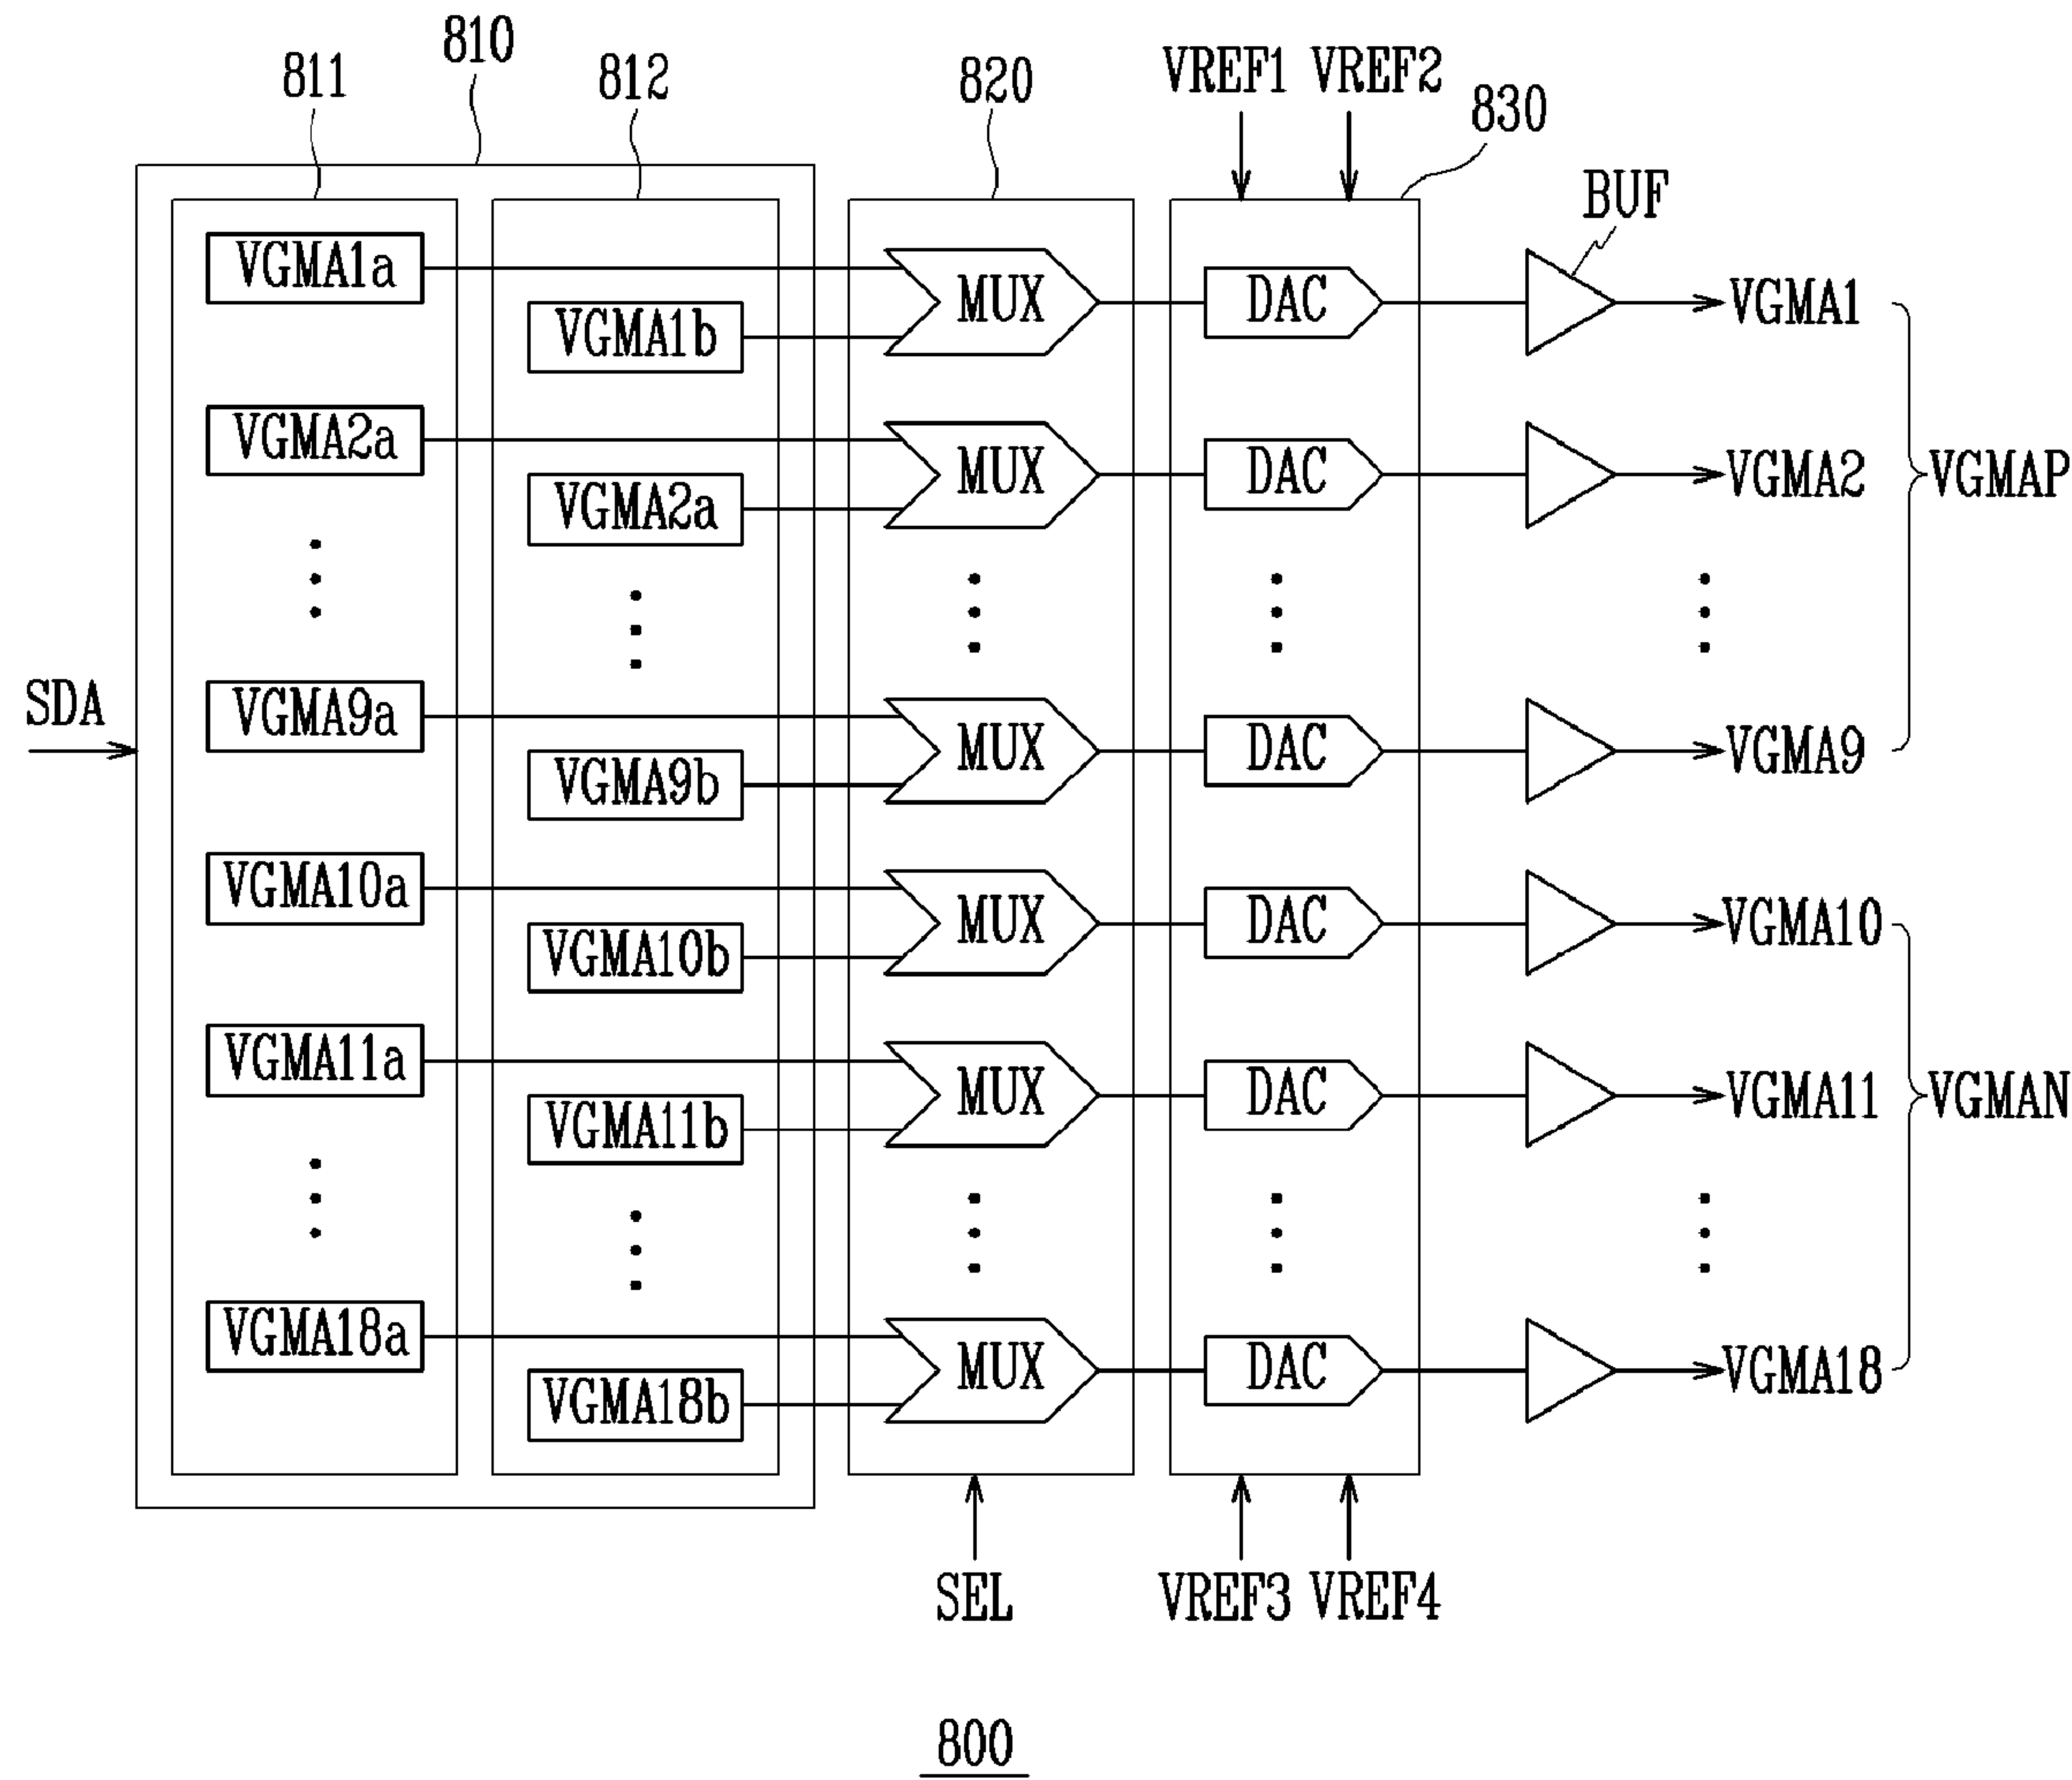 810
811
812
820
VREF1 VREF2
830
BUF
VGMA1a
MUX
DAC
VGMA1
VGMA1b
VGMA2a
MUX
DAC
VGMA2
VGMAP
VGMA2a
SDA
VGMA9a
MUX
DAC
VGMA9
VGMA9b
VGMA10a
MUX
DAC
VGMA10
VGMA10b
VGMA11a
MUX
DAC
VGMA11
VGMAN
VGMA11b
VGMA18a
MUX
DAC
VGMA18
VGMA18b
SEL
VREF3 VREF4
800